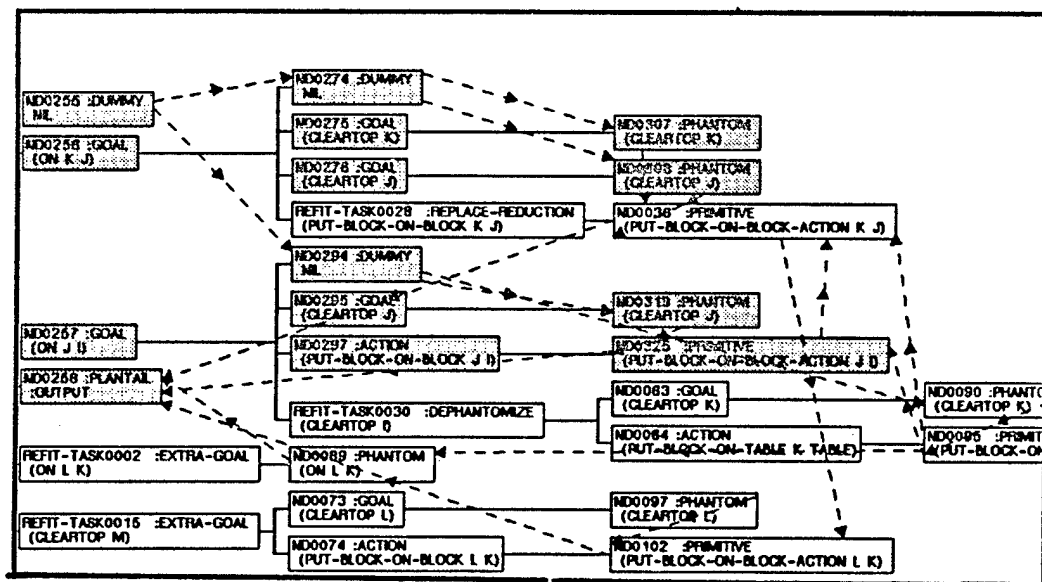 ND0255 :DUMMY
NIL
ND0256 :GOAL
(ON K J)
ND0267 :GOAL
(ON J I)
ND0268 :PLANTAIL
:OUTPUT
REFIT-TASK0002 :EXTRA-GOAL
(ON L K)
REFIT-TASK0015 :EXTRA-GOAL
(CLEARTOP M)
ND0274 :DUMMY
NIL
ND0275 :GOAL
(CLEARTOP K)
ND0276 :GOAL
(CLEARTOP J)
REFIT-TASK0028 :REPLACE-REDUCTION
(PUT-BLOCK-ON-BLOCK K J)
ND0294 :DUMMY
NIL
ND0295 :GOAL
(CLEARTOP J)
ND0297 :ACTION
(PUT-BLOCK-ON-BLOCK J I)
REFIT-TASK0030 :DEPHANTOMIZE
(CLEARTOP I)
ND0089 :PHANTOM
(ON L K)
ND0073 :GOAL
(CLEARTOP L)
ND0074 :ACTION
(PUT-BLOCK-ON-BLOCK L K)
ND0307 :PHANTOM
(CLEARTOP K)
:PHANTOM
(CLEARTOP J)
ND0036 :PRIMITIVE
(PUT-BLOCK-ON-BLOCK-ACTION K J)
ND0313 :PHANTOM
(CLEARTOP J)
ND0325 :PRIMITIVE
(PUT-BLOCK-ON-BLOCK-ACTION J I)
ND0063 :GOAL
(CLEARTOP K)
ND0064 :ACTION
(PUT-BLOCK-ON-TABLE K TABLE)
ND0097 :PHANTOM
(CLEARTOP L)
ND0102 :PRIMITIVE
(PUT-BLOCK-ON-BLOCK-ACTION L K)
ND0090 :PHANTO
(CLEARTOP K)
ND0095 :PRIMIT
(PUT-BLOCK-ON